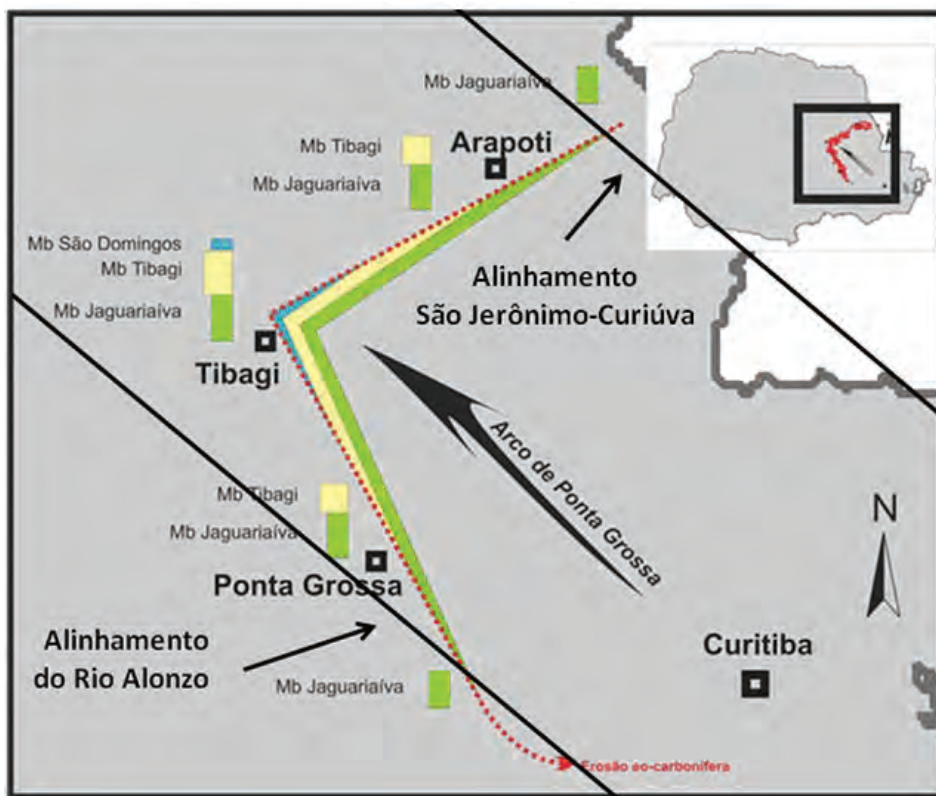 Mb Jaguariaíva
Mb Tibagi
Arapoti
Mb Jaguariaíva
Mb São Domingos
Mb Tibagi
Mb Jaguariaíva
Alinhamento
São Jerônimo-Curiúva
Tibagi
Arco de Ponta Grossa
N
Mb Tibagi
Mb Jaguariaíva
Ponta Grossa
Alinhamento
do Rio Alonzo
Curitiba
Mb Jaguariaíva
Erosão eo-carbonífera